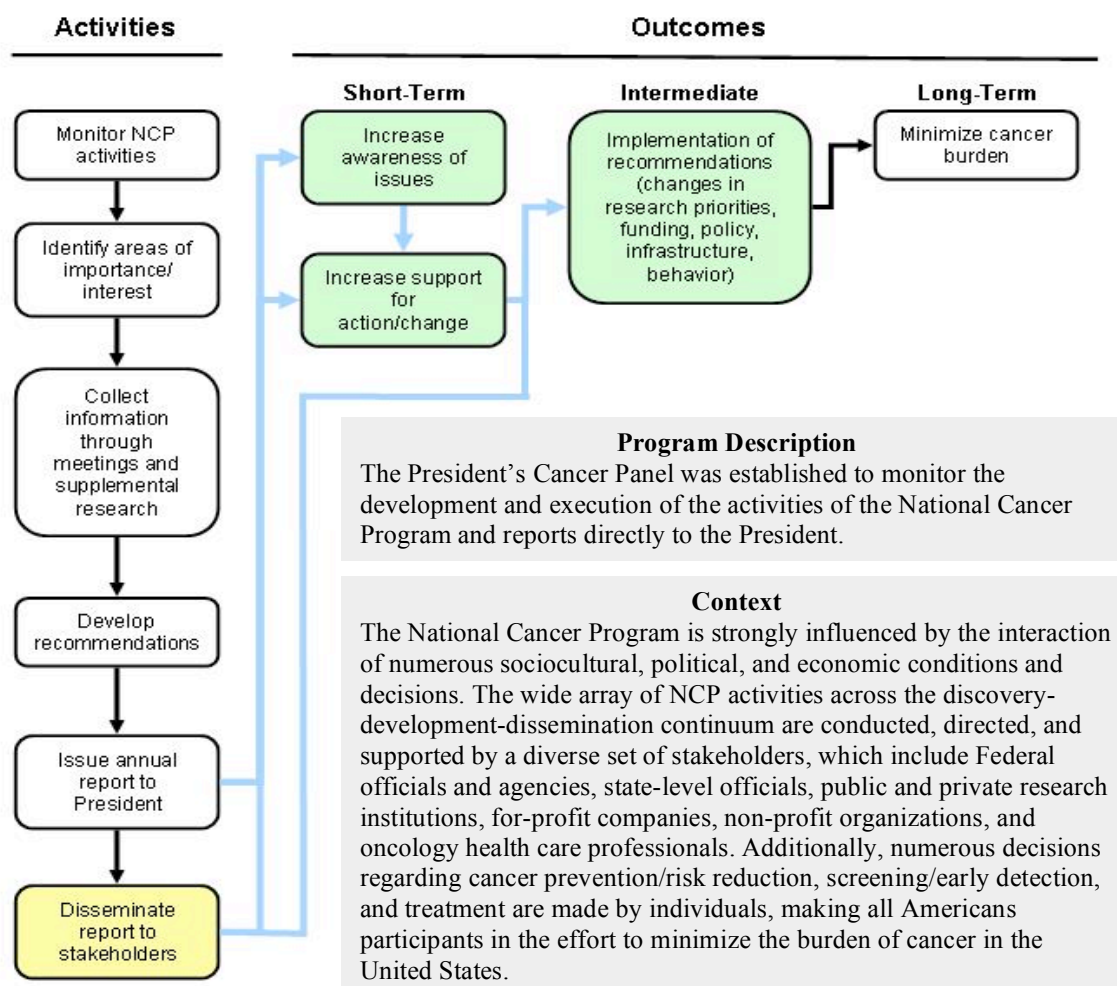 Activities
Outcomes
Short-Term
Intermediate
Long-Term
Monitor NCP
activities
Identify areas of
importance/
interest
Collect
information
through
meetings and
supplemental
research
Develop
recommendations
Issue annual
report to
President
Disseminate
report to
stakeholders
Increase
awareness of
issues
Increase support
for
action/change
Implementation of
recommendations
(changes in
research priorities,
funding, policy,
infrastructure,
behavior)
Minimize cancer
burden
Program Description
The President’s Cancer Panel was established to monitor the
development and execution of the activities of the National Cancer
Program and reports directly to the President.
Context
The National Cancer Program is strongly influenced by the interaction
of numerous sociocultural, political, and economic conditions and
decisions. The wide array of NCP activities across the discovery-
development-dissemination continuum are conducted, directed, and
supported by a diverse set of stakeholders, which include Federal
officials and agencies, state-level officials, public and private research
institutions, for-profit companies, non-profit organizations, and
oncology health care professionals. Additionally, numerous decisions
regarding cancer prevention/risk reduction, screening/early detection,
and treatment are made by individuals, making all Americans
participants in the effort to minimize the burden of cancer in the
United States.